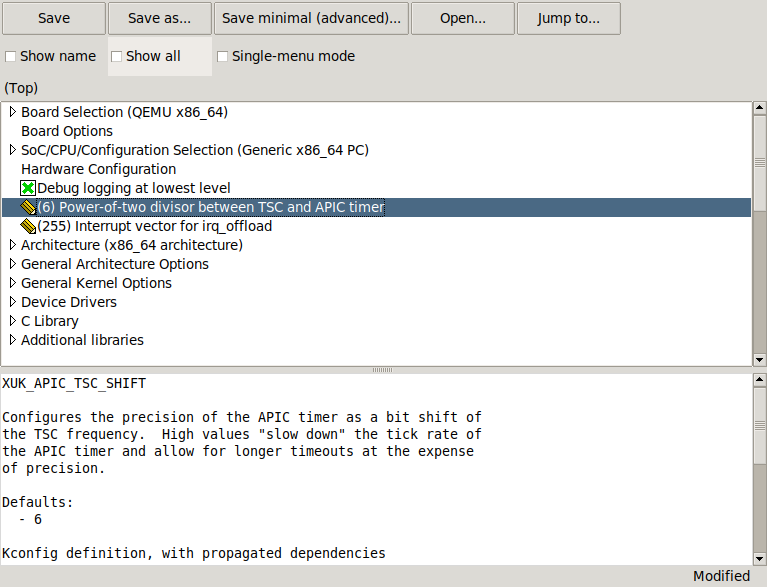 Save Save as... Save minimal (advanced)... Open... Jump to...
Show name Show all Single-menu mode
(Top)
Board Selection (QEMU x86_64)
Board Options
SoC/CPU/Configuration Selection (Generic x86_64 PC)
Hardware Configuration
Debug logging at lowest level
(6) Power-of-two divisor between TSC and APIC timer
(255) Interrupt vector for irq_offload
Architecture (x86_64 architecture)
General Architecture Options
General Kernel Options
Device Drivers
C Library
Additional libraries
XUK_APIC_TSC_SHIFT
Configures the precision of the APIC timer as a bit shift of
the TSC frequency.  High values "slow down" the tick rate of
the APIC timer and allow for longer timeouts at the expense
of precision.
Defaults:
- 6
Kconfig definition, with propagated dependencies
Modified